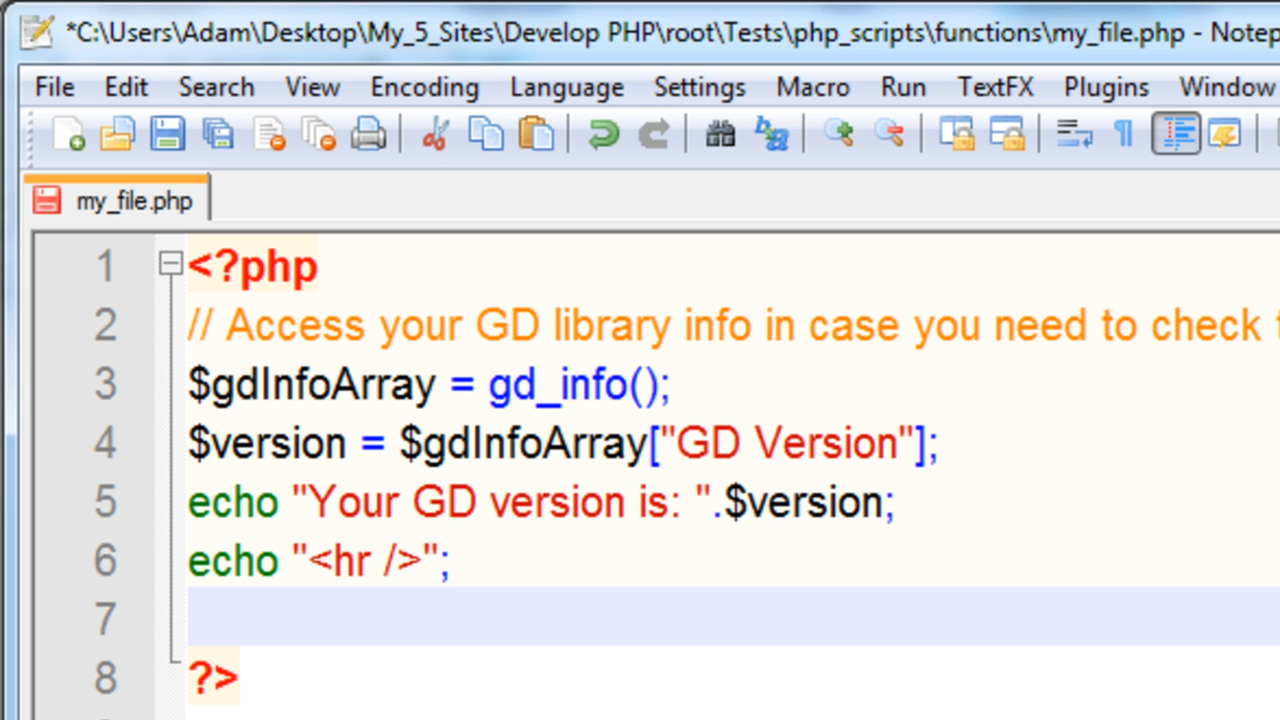 *C:\Users\Adam\Desktop\My_5_Sites\Develop PHP\root\Tests\php_scripts\functions\my_file.php - Notep
File Edit Search View Encoding Language Settings Macro Run TextFX Plugins Window
my_file.php
1 <?php
2 // Access your GD library info in case you need to check
3 $gdInfoArray = gd_info();
4 $version = $gdInfoArray["GD Version"];
5 echo "Your GD version is: ".$version;
6 echo "<hr />";
7
8 ?>